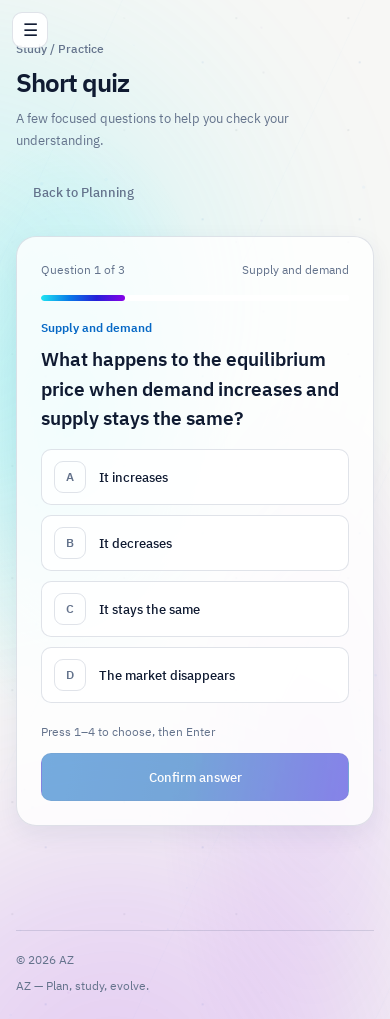 ☰
Study / Practice
Short quiz
A few focused questions to help you check your
understanding.
Back to Planning
Question 1 of 3
Supply and demand
Supply and demand
What happens to the equilibrium
price when demand increases and
supply stays the same?
A
It increases
B
It decreases
C
It stays the same
D
The market disappears
Press 1–4 to choose, then Enter
Confirm answer
© 2026 AZ
AZ — Plan, study, evolve.